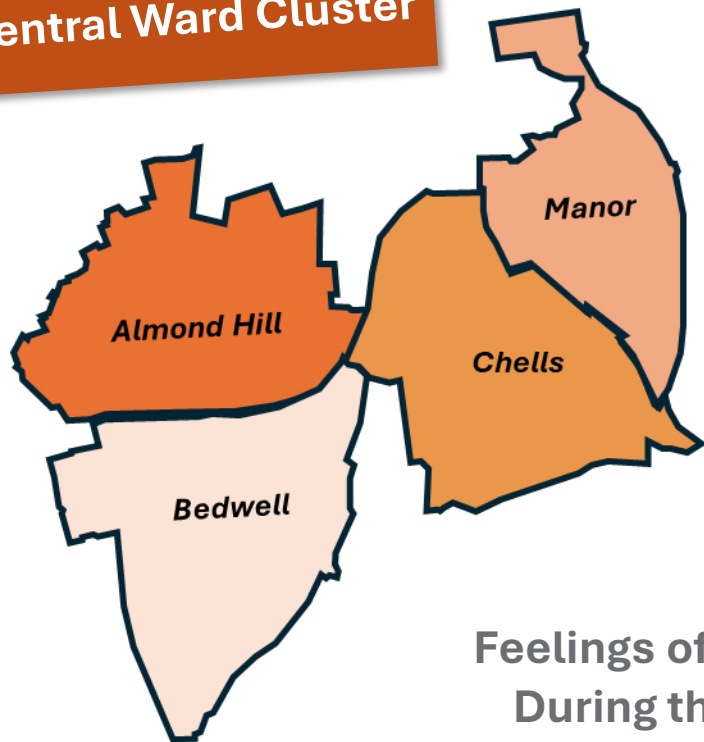 entral Ward Cluster
Manor
Almond Hill
Chells
Bedwell
Feelings of
During th